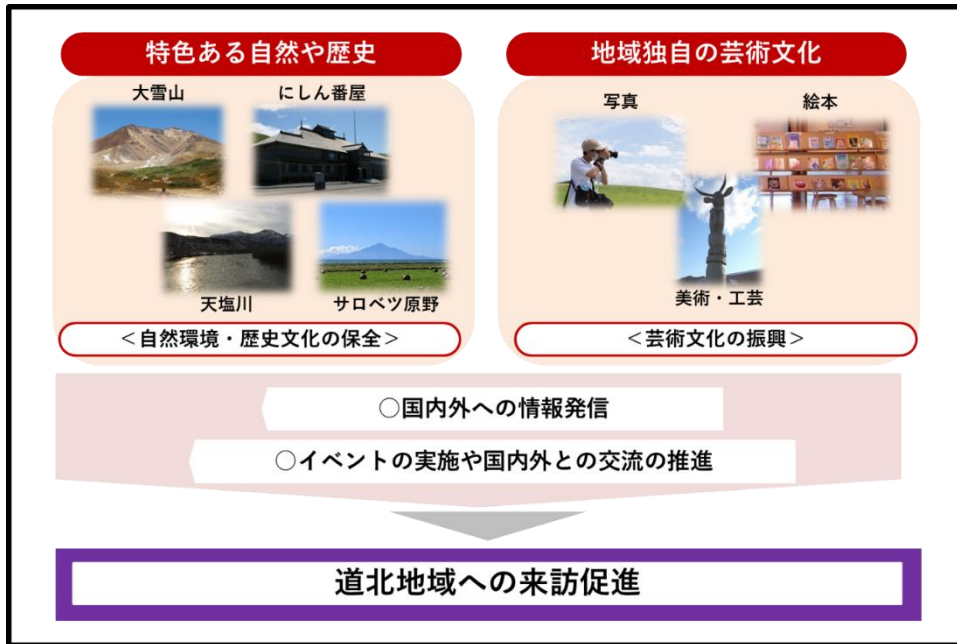 特色ある自然や歴史
大雪山
にしん番屋
天塩川
サロベツ原野
＜自然環境・歴史文化の保全＞
地域独自の芸術文化
写真
絵本
美術・工芸
＜芸術文化の振興＞
○国内外への情報発信
○イベントの実施や国内外との交流の推進
道北地域への来訪促進